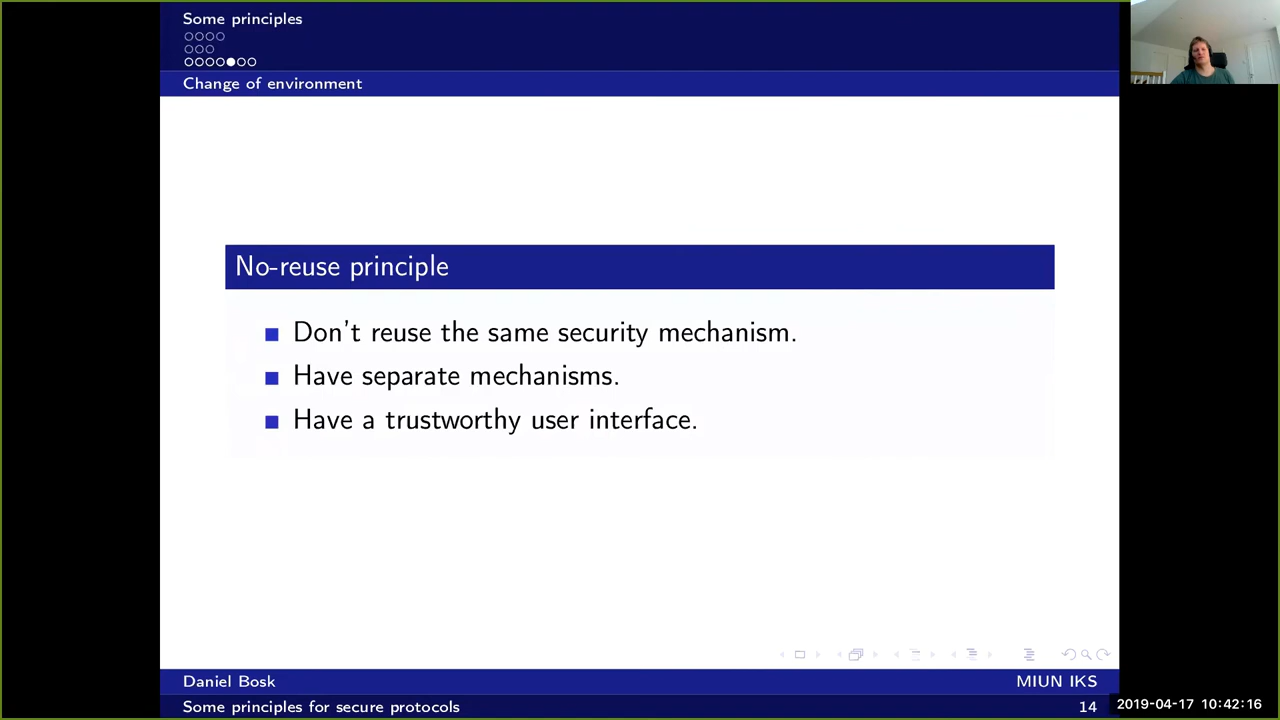 Some principles
Change of environment
No-reuse principle
Don't reuse the same security mechanism.
Have separate mechanisms.
Have a trustworthy user interface.
Daniel Bosk
MIUN IKS
Some principles for secure protocols
14
2019-04-17 10:42:16